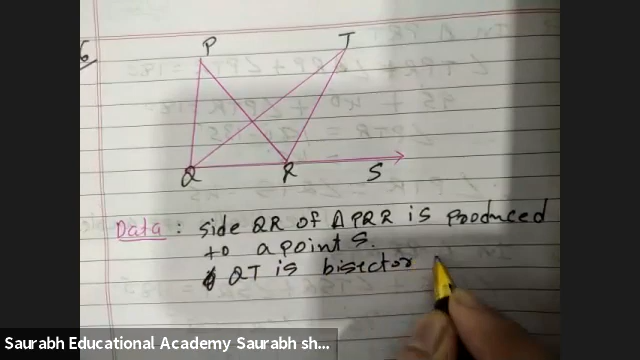 6
P
T
Q
R
S
Data : side QR of ΔPQR is produced
to a point S.
QT is bisector
Saurabh Educational Academy Saurabh sh...